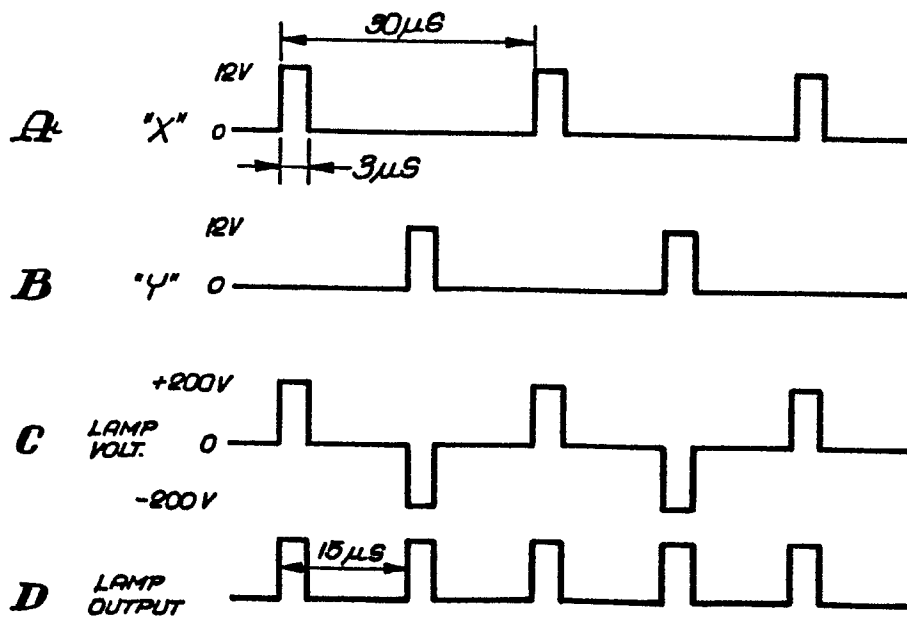 30μS
12V
A "X" 0
3μS
12V
B "Y" 0
+200V
C LAMP VOLT. 0
-200V
15μS
D LAMP OUTPUT